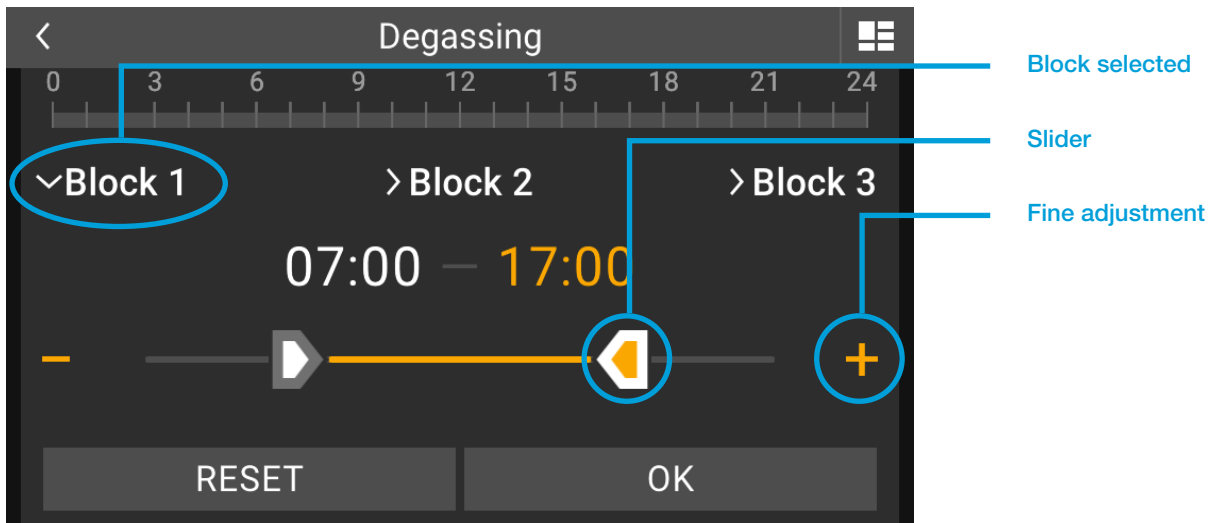 Degassing
0 3 6 9 12 15 18 21 24
Block selected
Slider
Block 1 Block 2 Block 3
Fine adjustment
07:00 – 17:00
– +
RESET OK